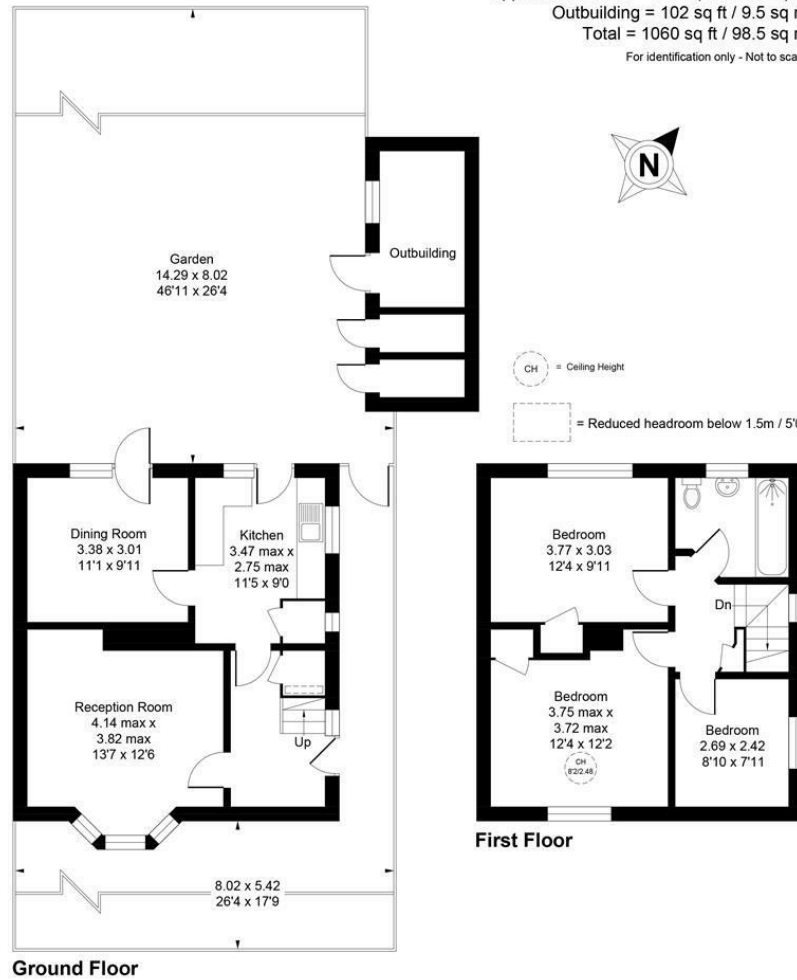 Outbuilding = 102 sq ft / 9.5 sq
Total = 1060 sq ft / 98.5 sq
For identification only - Not to
N
Garden
14.29 x 8.02
46'11 x 26'4
Outbuilding
CH = Ceiling Height
= Reduced headroom below 1.5m /
Dining Room
3.38 x 3.01
11'1 x 9'11
Kitchen
3.47 max x
2.75 max
11'5 x 9'0
Reception Room
4.14 max x
3.82 max
13'7 x 12'6
Up
8.02 x 5.42
26'4 x 17'9
Ground Floor
Bedroom
3.77 x 3.03
12'4 x 9'11
Dn
Bedroom
3.75 max x
3.72 max
12'4 x 12'2
CH
8'2/2.48
Bedroom
2.69 x 2.42
8'10 x 7'11
First Floor